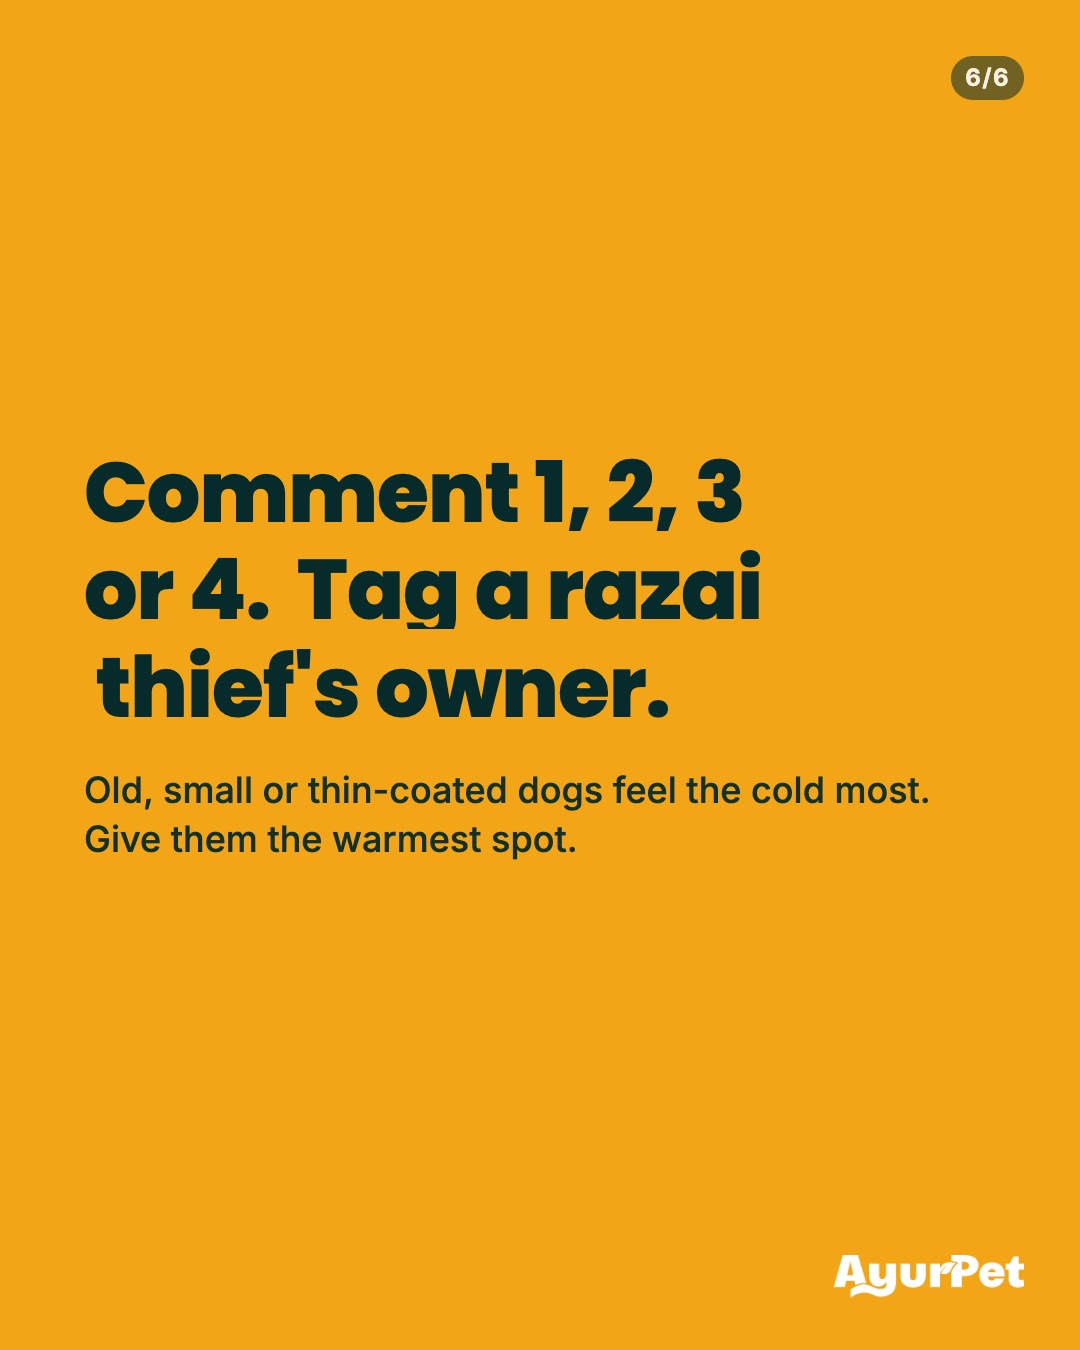 6/6
Comment 1, 2, 3
or 4. Tag a razai
thief's owner.
Old, small or thin-coated dogs feel the cold most.
Give them the warmest spot.
AyurPet